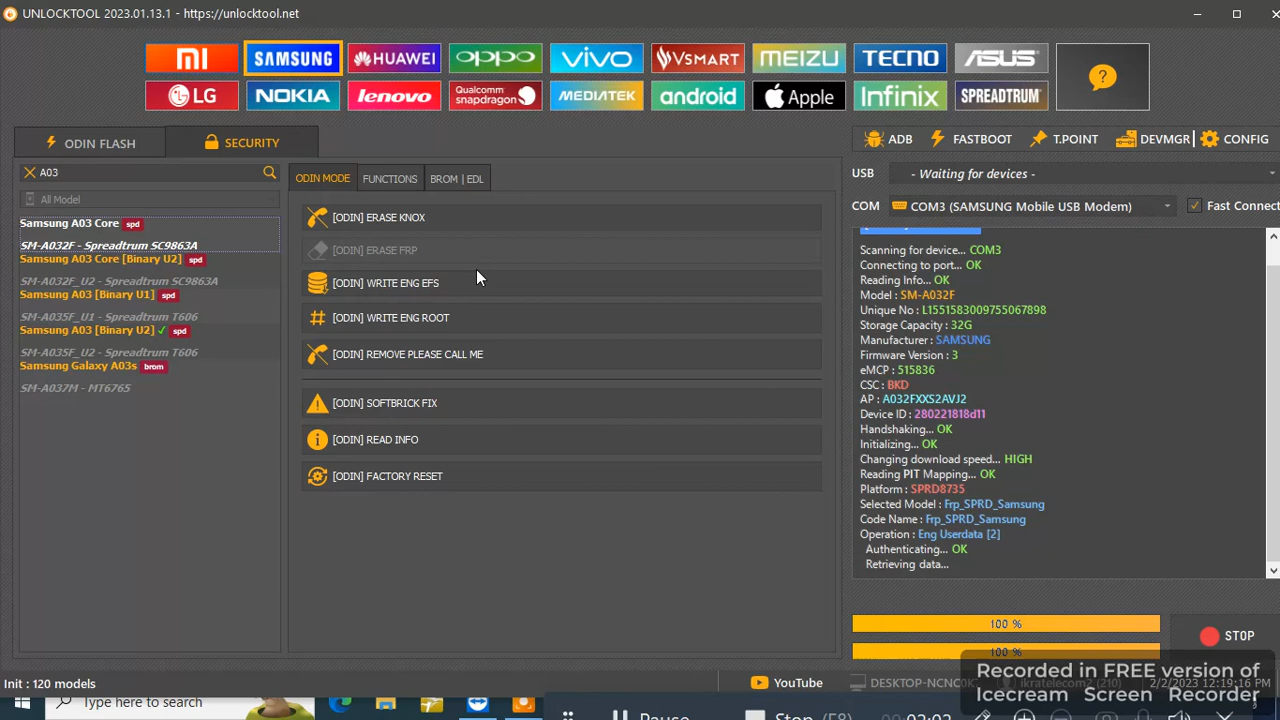 UNLOCKTOOL 2023.01.13.1 - https://unlocktool.net
mi SAMSUNG HUAWEI oppo vivo VSMART MEIZU TECNO ASUS ?
LG NOKIA lenovo Qualcomm snapdragon MEDIATEK android Apple Infinix SPREADTRUM
ODIN FLASH SECURITY
ADB FASTBOOT T.POINT DEVMGR CONFIG
A03
All Model
Samsung A03 Core spd
SM-A032F - Spreadtrum SC9863A
Samsung A03 Core [Binary U2] spd
SM-A032F_U2 - Spreadtrum SC9863A
Samsung A03 [Binary U1] spd
SM-A035F_U1 - Spreadtrum T606
Samsung A03 [Binary U2] ✓ spd
SM-A035F_U2 - Spreadtrum T606
Samsung Galaxy A03s brom
SM-A037M - MT6765
ODIN MODE FUNCTIONS BROM | EDL
[ODIN] ERASE KNOX
[ODIN] ERASE FRP
[ODIN] WRITE ENG EFS
[ODIN] WRITE ENG ROOT
[ODIN] REMOVE PLEASE CALL ME
[ODIN] SOFTBRICK FIX
[ODIN] READ INFO
[ODIN] FACTORY RESET
USB - Waiting for devices -
COM COM3 (SAMSUNG Mobile USB Modem) Fast Connect
Scanning for device... COM3
Connecting to port... OK
Reading Info... OK
Model : SM-A032F
Unique No : L1551583009755067898
Storage Capacity : 32G
Manufacturer : SAMSUNG
Firmware Version : 3
eMCP : 515836
CSC : BKD
AP : A032FXXS2AVJ2
Device ID : 280221818d11
Handshaking... OK
Initializing... OK
Changing download speed... HIGH
Reading PIT Mapping... OK
Platform : SPRD8735
Selected Model : Frp_SPRD_Samsung
Code Name : Frp_SPRD_Samsung
Operation : Eng Userdata [2]
Authenticating... OK
Retrieving data...
100 %
100 %
STOP
Init : 120 models
YouTube
2/2/2023 12:19:16 PM
Recorded in FREE version of
Icecream Screen Recorder
Type here to search
Pause
Stop (F8)
02:02